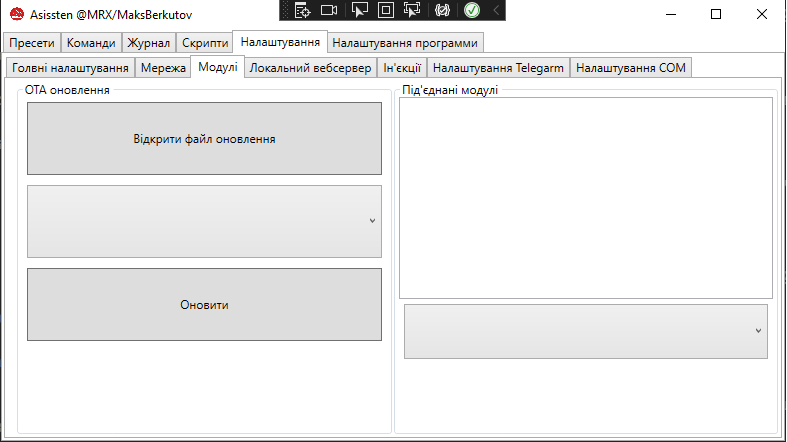 Asissten @MRX/MaksBerkutov
Пресети Команди Журнал Скрипти Налаштування Налаштування программи
Голвні налаштування Мережа Модулі Локальний вебсервер Ін'єкції Налаштування Telegarm Налаштування COM
ОТА оновлення
Під'єднані модулі
Відкрити файл оновлення
Оновити